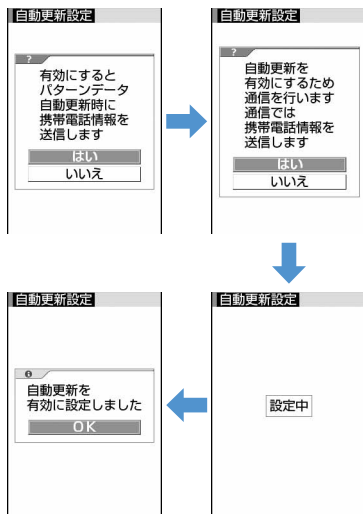 自動更新設定
有効にすると
パターンデータ
自動更新時に
携帯電話情報を
送信します
はい
いいえ
自動更新設定
自動更新を
有効にするため
通信を行います
通信では
携帯電話情報を
送信します
はい
いいえ
自動更新設定
設定中
自動更新設定
自動更新を
有効に設定しました
OK